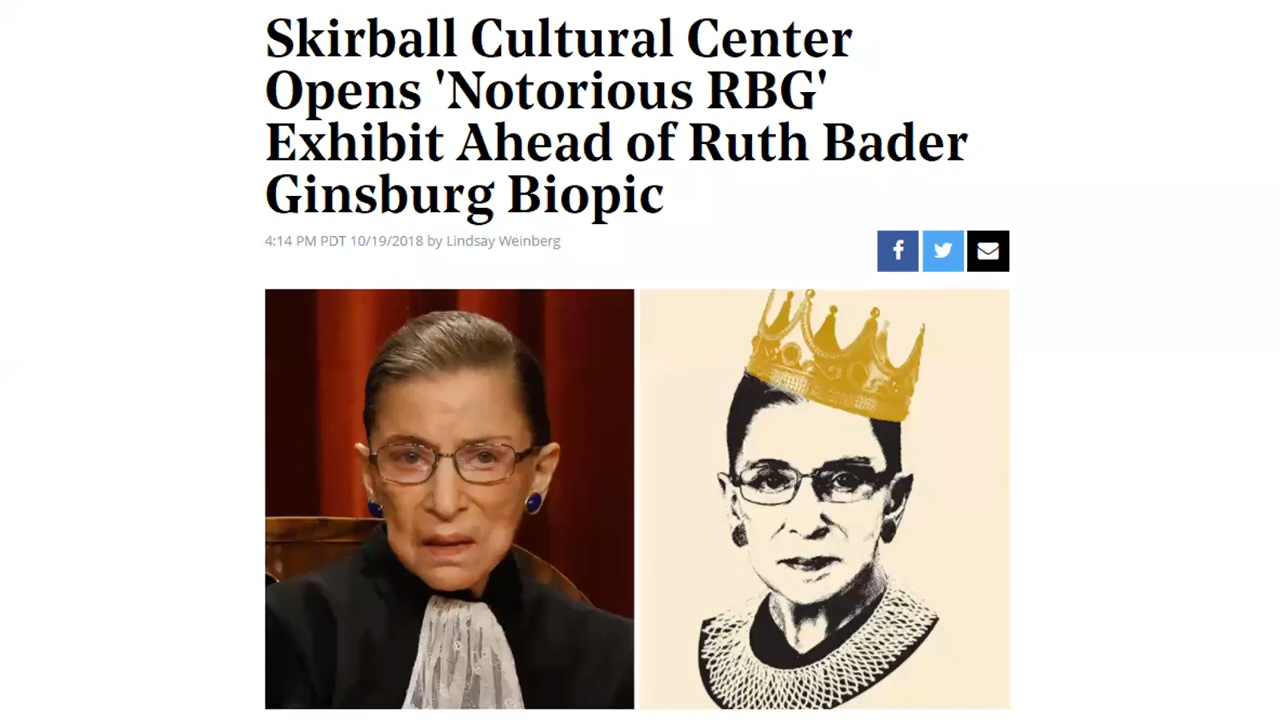 Skirball Cultural Center
Opens 'Notorious RBG'
Exhibit Ahead of Ruth Bader
Ginsburg Biopic
4:14 PM PDT 10/19/2018 by Lindsay Weinberg